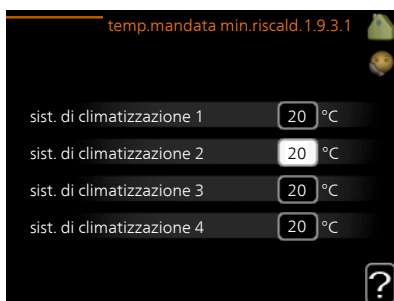 temp.mandata min.riscald.1.9.3.1
sist. di climatizzazione 1 20 °C
sist. di climatizzazione 2 20 °C
sist. di climatizzazione 3 20 °C
sist. di climatizzazione 4 20 °C
?